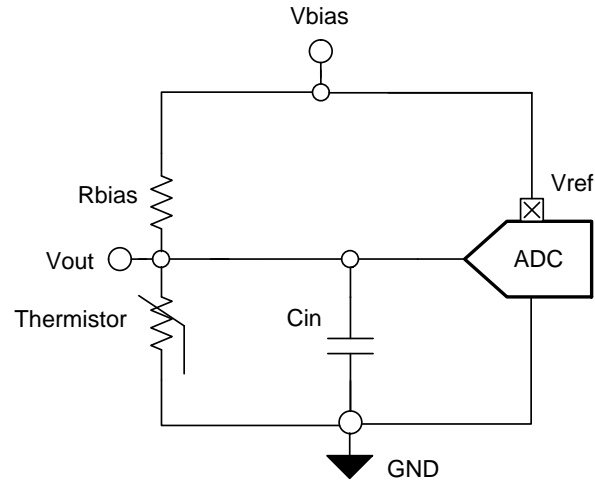 Vbias
Rbias
Vref
Vout
ADC
Thermistor
Cin
GND